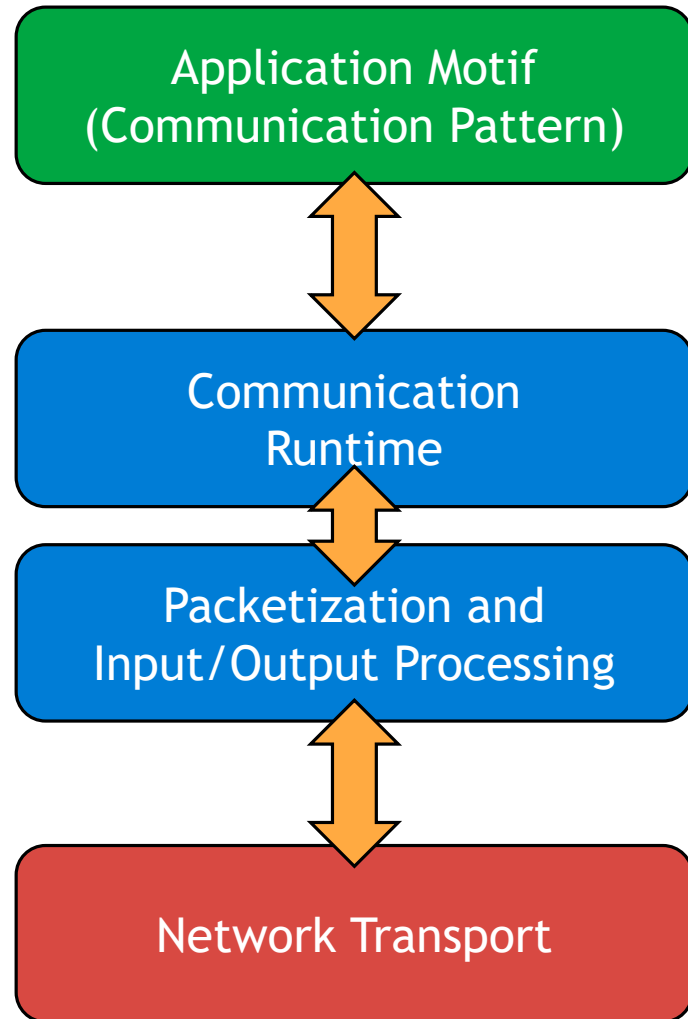 Application Motif
(Communication Pattern)
Communication
Runtime
Packetization and
Input/Output Processing
Network Transport